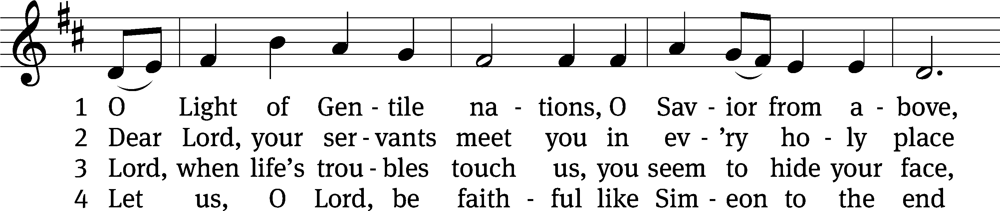 1 O Light of Gen - tile na - tions, O Sav - ior from a - bove,
2 Dear Lord, your ser - vants meet you in ev - ’ry ho - ly place
3 Lord, when life’s trou - bles touch us, you seem to hide your face,
4 Let us, O Lord, be faith - ful like Sim - eon to the end